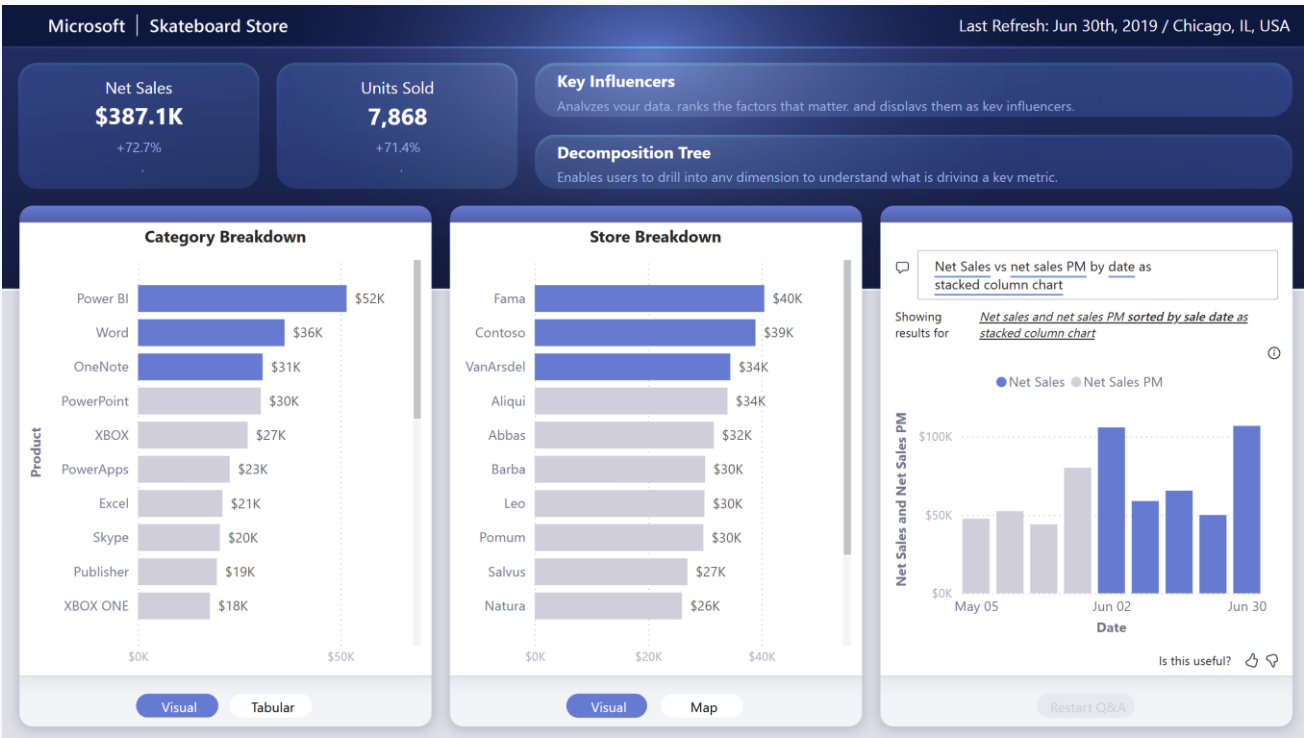 Microsoft | Skateboard Store
Last Refresh: Jun 30th, 2019 / Chicago, IL, USA
Net Sales
$387.1K
+72.7%
Units Sold
7,868
+71.4%
Key Influencers
Analyzes your data, ranks the factors that matter, and displays them as key influencers.
Decomposition Tree
Enables users to drill into any dimension to understand what is driving a key metric.
Category Breakdown
Product
Power BI $52K
Word $36K
OneNote $31K
PowerPoint $30K
XBOX $27K
PowerApps $23K
Excel $21K
Skype $20K
Publisher $19K
XBOX ONE $18K
$0K $50K
Visual Tabular
Store Breakdown
Fama $40K
Contoso $39K
VanArsdel $34K
Aliqui $34K
Abbas $32K
Barba $30K
Leo $30K
Pomum $30K
Salvus $27K
Natura $26K
$0K $20K $40K
Visual Map
Net Sales vs net sales PM by date as
stacked column chart
Showing
results for
Net sales and net sales PM sorted by sale date as
stacked column chart
Net Sales Net Sales PM
Net Sales and Net Sales PM
$100K
$50K
$0K
May 05 Jun 02 Jun 30
Date
Is this useful?
Restart Q&A